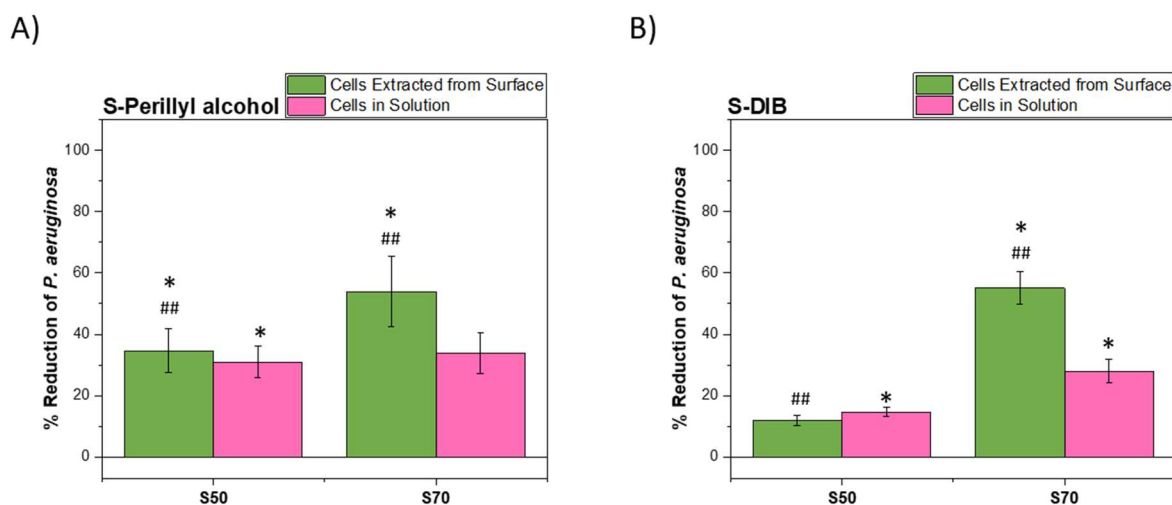 A)
S-Perillyl alcohol
Cells Extracted from Surface
Cells in Solution
% Reduction of P. aeruginosa
100
80
60
40
20
0
*
##
*
*
##
S50
S70
B)
S-DIB
Cells Extracted from Surface
Cells in Solution
% Reduction of P. aeruginosa
100
80
60
40
20
0
##
*
*
##
*
S50
S70